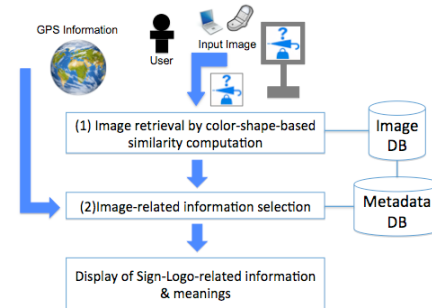 GPS Information
User
Input Image
?
?
?
(1) Image retrieval by color-shape-based
similarity computation
Image
DB
(2)Image-related information selection
Metadata
DB
Display of Sign-Logo-related information
& meanings